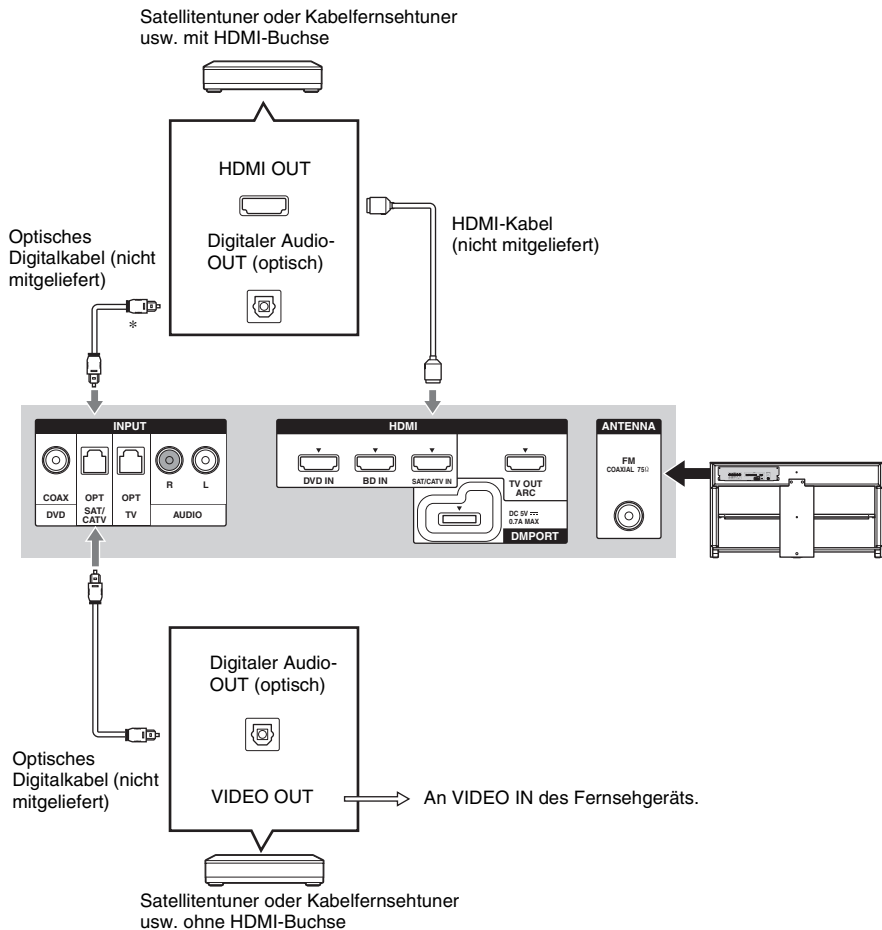 Satellitentuner oder Kabelfernsehtuner
usw. mit HDMI-Buchse
HDMI OUT
Digitaler Audio-
OUT (optisch)
Optisches
Digitalkabel (nicht
mitgeliefert)
*
HDMI-Kabel
(nicht mitgeliefert)
INPUT
COAX
DVD
OPT
SAT/
CATV
OPT
TV
R
L
AUDIO
HDMI
DVD IN
BD IN
SAT/CATV IN
TV OUT
ARC
DC 5V ⎓
0.7A MAX
DMPORT
ANTENNA
FM
COAXIAL 75Ω
Digitaler Audio-
OUT (optisch)
Optisches
Digitalkabel (nicht
mitgeliefert)
VIDEO OUT
An VIDEO IN des Fernsehgeräts.
Satellitentuner oder Kabelfernsehtuner
usw. ohne HDMI-Buchse